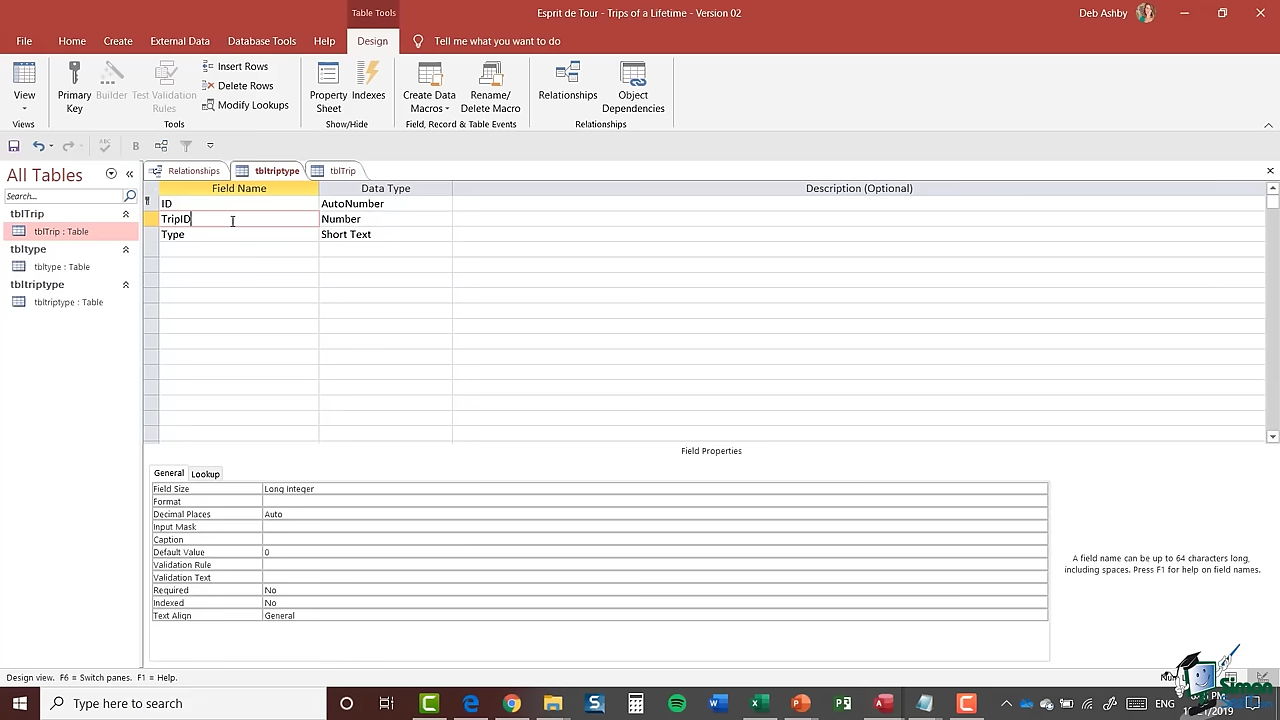 Table Tools
Esprit de Tour - Trips of a Lifetime - Version 02
Deb Ashby
File
Home
Create
External Data
Database Tools
Help
Design
Tell me what you want to do
View
Primary
Key
Builder
Test Validation
Rules
Insert Rows
Delete Rows
Modify Lookups
Property
Sheet
Indexes
Create Data
Macros
Rename/
Delete Macro
Relationships
Object
Dependencies
Views
Tools
Show/Hide
Field, Record & Table Events
Relationships
ABC
B
All Tables
Search...
tblTrip
tblTrip : Table
tbltype
tbltype : Table
tbltriptype
tbltriptype : Table
Relationships
tbltriptype
tblTrip
Field Name
Data Type
Description (Optional)
ID
AutoNumber
TripID
Number
Type
Short Text
Field Properties
General
Lookup
Field Size
Long Integer
Format
Decimal Places
Auto
Input Mask
Caption
Default Value
0
Validation Rule
Validation Text
Required
No
Indexed
No
Text Align
General
A field name can be up to 64 characters long,
including spaces. Press F1 for help on field names.
Design view. F6 = Switch panes. F1 = Help.
Type here to search
ENG
Simon